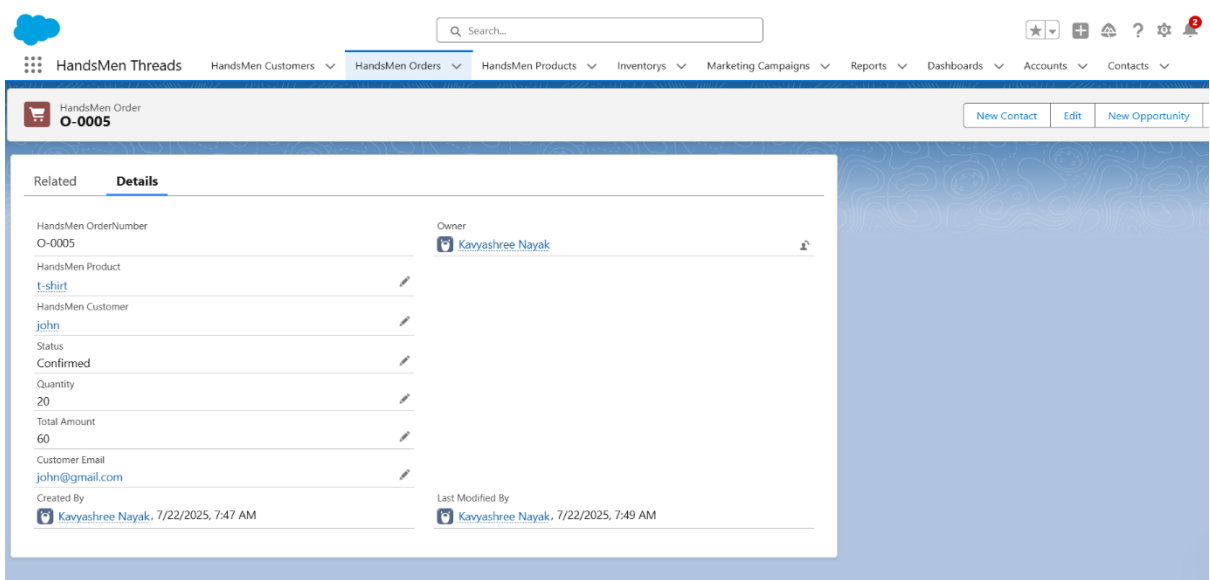 Search...
2
HandsMen Threads HandsMen Customers HandsMen Orders HandsMen Products Inventorys Marketing Campaigns Reports Dashboards Accounts Contacts
HandsMen Order
O-0005
New Contact Edit New Opportunity
Related Details
HandsMen OrderNumber
O-0005
Owner
Kavyashree Nayak
HandsMen Product
t-shirt
HandsMen Customer
john
Status
Confirmed
Quantity
20
Total Amount
60
Customer Email
john@gmail.com
Created By
Kavyashree Nayak, 7/22/2025, 7:47 AM
Last Modified By
Kavyashree Nayak, 7/22/2025, 7:49 AM